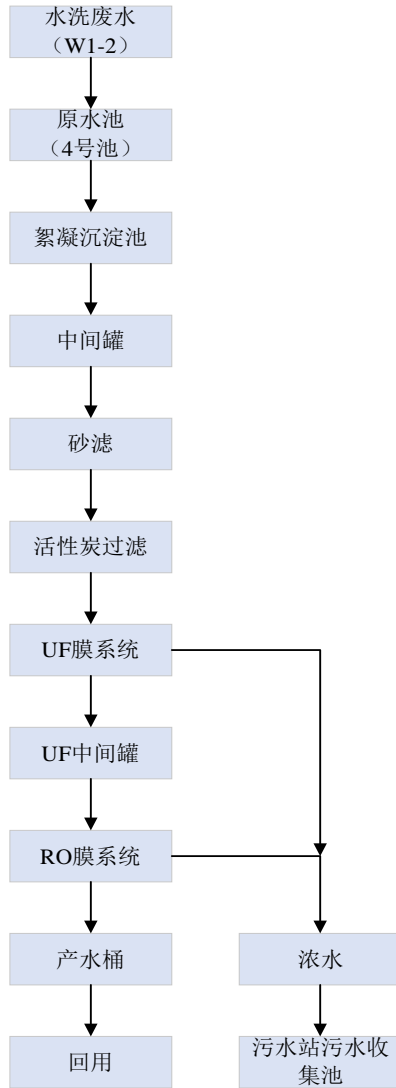 水洗废水
（W1-2）
原水池
（4号池）
絮凝沉淀池
中间罐
砂滤
活性炭过滤
UF膜系统
UF中间罐
RO膜系统
产水桶
浓水
回用
污水站污水收
集池